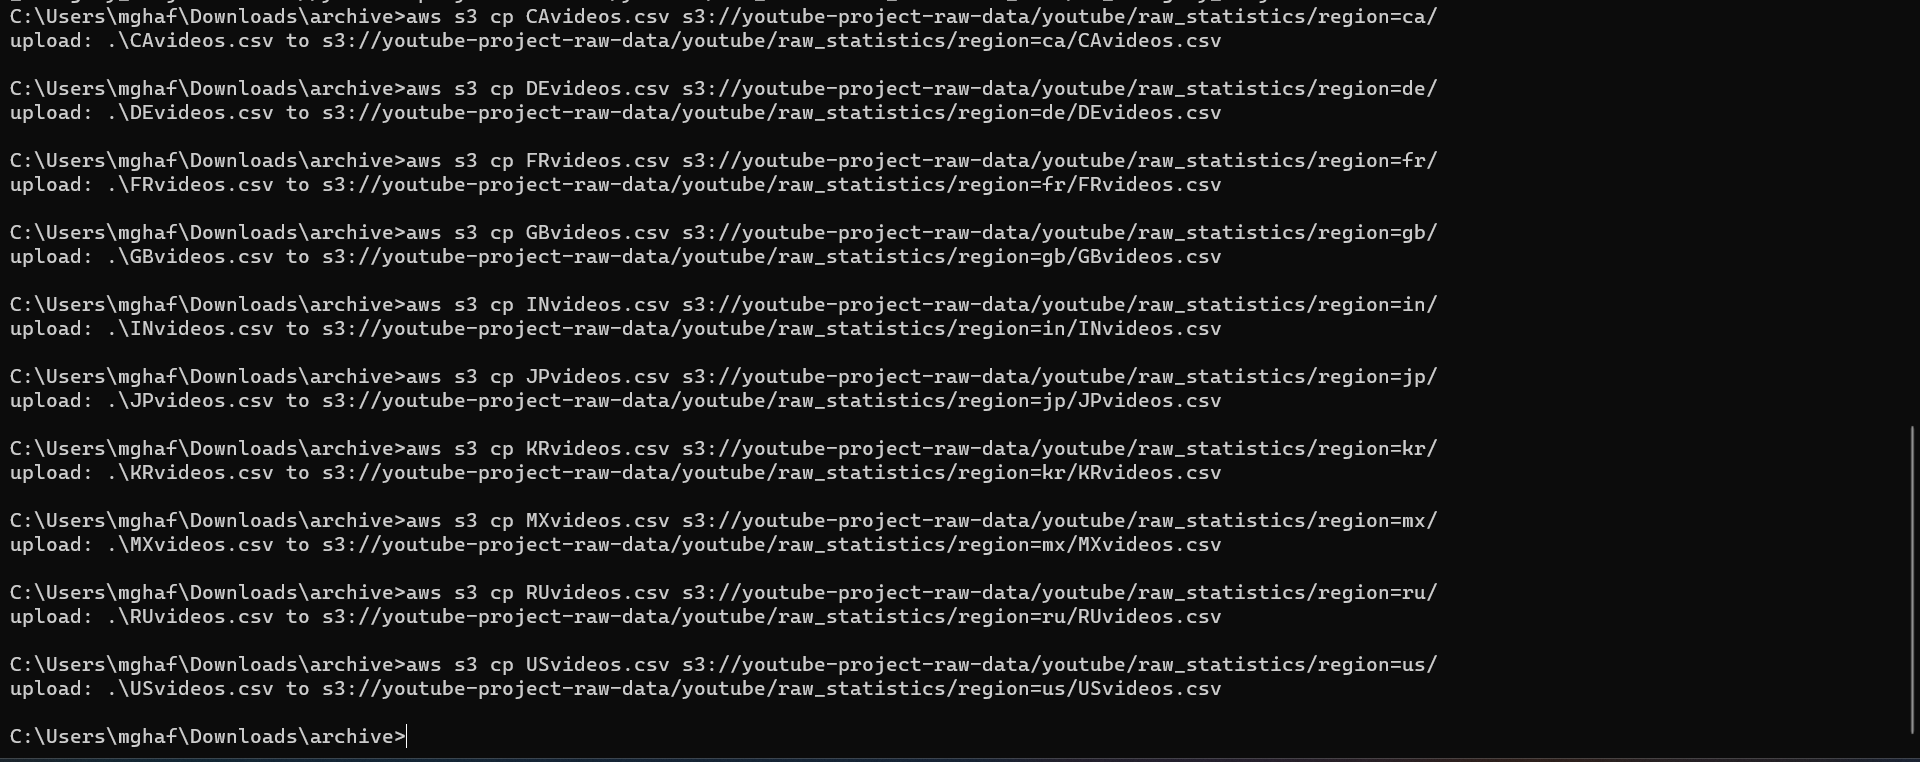 C:\Users\mghaf\Downloads\archive>aws s3 cp CAvideos.csv s3://youtube-project-raw-data/youtube/raw_statistics/region=ca/
upload: .\CAvideos.csv to s3://youtube-project-raw-data/youtube/raw_statistics/region=ca/CAvideos.csv
C:\Users\mghaf\Downloads\archive>aws s3 cp DEvideos.csv s3://youtube-project-raw-data/youtube/raw_statistics/region=de/
upload: .\DEvideos.csv to s3://youtube-project-raw-data/youtube/raw_statistics/region=de/DEvideos.csv
C:\Users\mghaf\Downloads\archive>aws s3 cp FRvideos.csv s3://youtube-project-raw-data/youtube/raw_statistics/region=fr/
upload: .\FRvideos.csv to s3://youtube-project-raw-data/youtube/raw_statistics/region=fr/FRvideos.csv
C:\Users\mghaf\Downloads\archive>aws s3 cp GBvideos.csv s3://youtube-project-raw-data/youtube/raw_statistics/region=gb/
upload: .\GBvideos.csv to s3://youtube-project-raw-data/youtube/raw_statistics/region=gb/GBvideos.csv
C:\Users\mghaf\Downloads\archive>aws s3 cp INvideos.csv s3://youtube-project-raw-data/youtube/raw_statistics/region=in/
upload: .\INvideos.csv to s3://youtube-project-raw-data/youtube/raw_statistics/region=in/INvideos.csv
C:\Users\mghaf\Downloads\archive>aws s3 cp JPvideos.csv s3://youtube-project-raw-data/youtube/raw_statistics/region=jp/
upload: .\JPvideos.csv to s3://youtube-project-raw-data/youtube/raw_statistics/region=jp/JPvideos.csv
C:\Users\mghaf\Downloads\archive>aws s3 cp KRvideos.csv s3://youtube-project-raw-data/youtube/raw_statistics/region=kr/
upload: .\KRvideos.csv to s3://youtube-project-raw-data/youtube/raw_statistics/region=kr/KRvideos.csv
C:\Users\mghaf\Downloads\archive>aws s3 cp MXvideos.csv s3://youtube-project-raw-data/youtube/raw_statistics/region=mx/
upload: .\MXvideos.csv to s3://youtube-project-raw-data/youtube/raw_statistics/region=mx/MXvideos.csv
C:\Users\mghaf\Downloads\archive>aws s3 cp RUvideos.csv s3://youtube-project-raw-data/youtube/raw_statistics/region=ru/
upload: .\RUvideos.csv to s3://youtube-project-raw-data/youtube/raw_statistics/region=ru/RUvideos.csv
C:\Users\mghaf\Downloads\archive>aws s3 cp USvideos.csv s3://youtube-project-raw-data/youtube/raw_statistics/region=us/
upload: .\USvideos.csv to s3://youtube-project-raw-data/youtube/raw_statistics/region=us/USvideos.csv
C:\Users\mghaf\Downloads\archive>